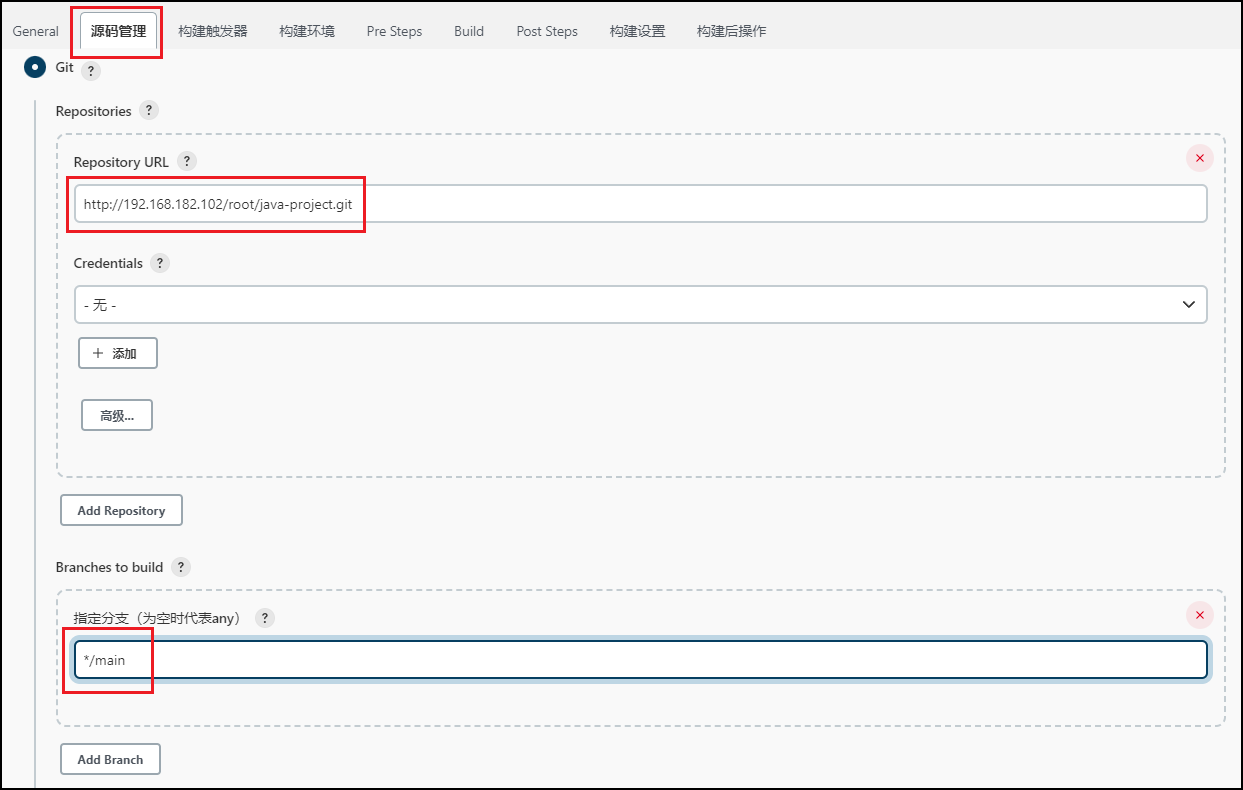 General 源码管理 构建触发器 构建环境 Pre Steps Build Post Steps 构建设置 构建后操作
Git ?
Repositories ?
Repository URL ?
http://192.168.182.102/root/java-project.git
Credentials ?
- 无 -
添加
高级...
Add Repository
Branches to build ?
指定分支（为空时代表any） ?
*/main
Add Branch